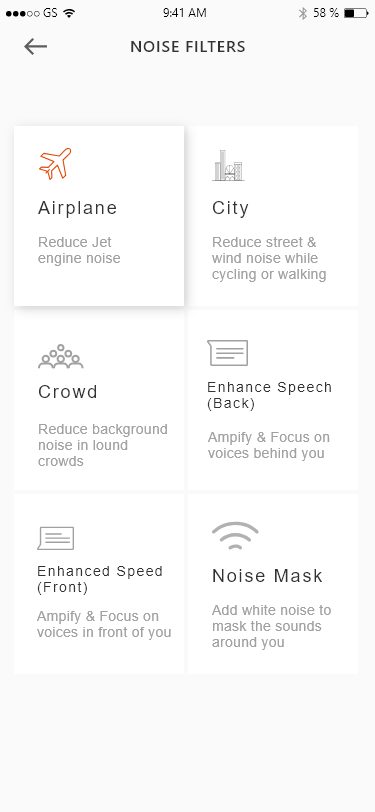 GS 9:41 AM 58 %
NOISE FILTERS
Airplane
Reduce Jet
engine noise
City
Reduce street &
wind noise while
cycling or walking
Crowd
Reduce background
noise in lound
crowds
Enhance Speech
(Back)
Ampify & Focus on
voices behind you
Enhanced Speed
(Front)
Ampify & Focus on
voices in front of you
Noise Mask
Add white noise to
mask the sounds
around you